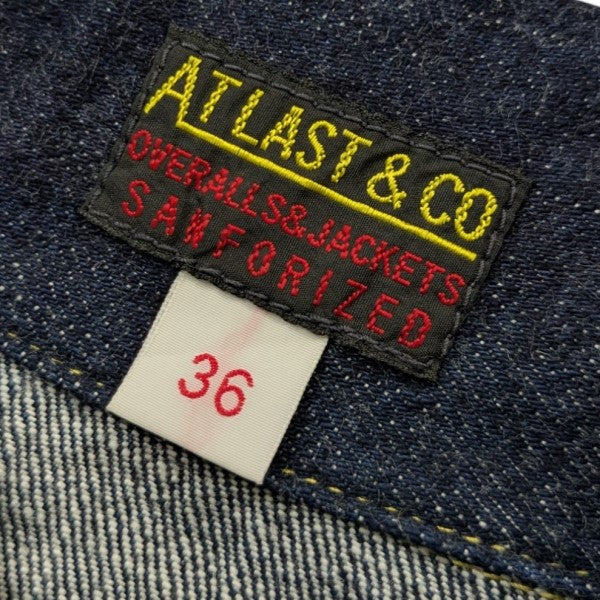 ATLAST & CO
OVERALLS & JACKETS
SANFORIZED
36